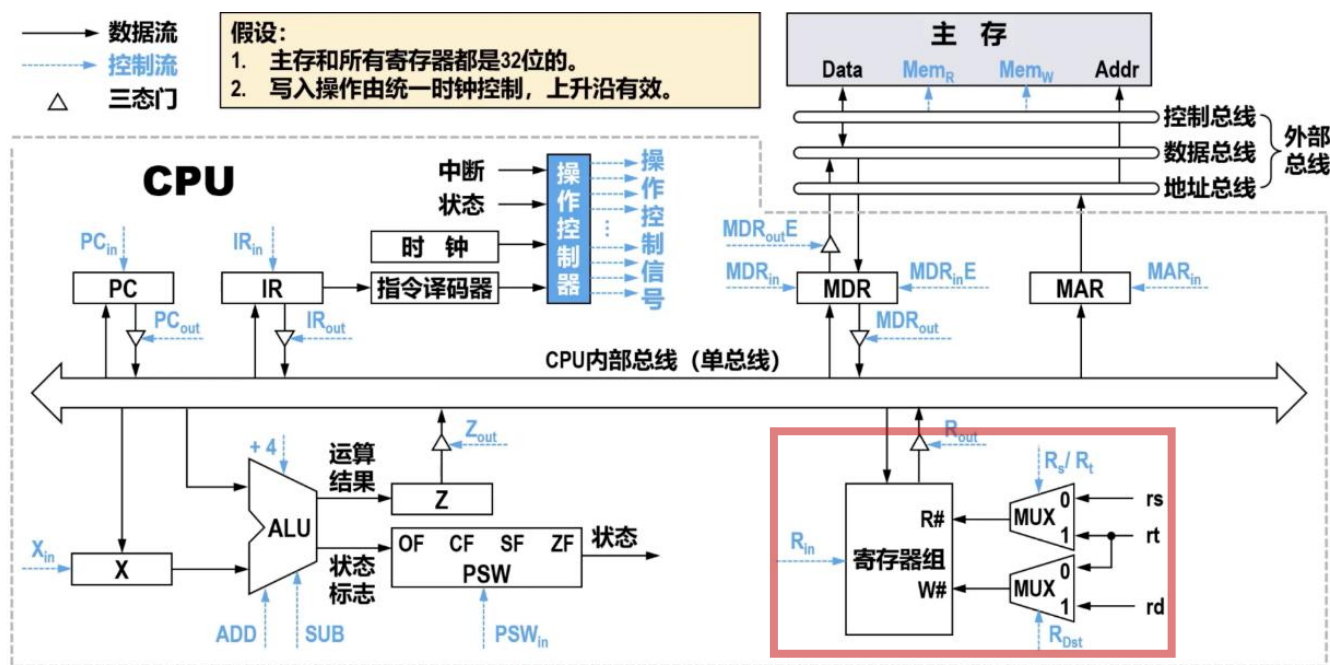 数据流
控制流
三态门
假设：
1. 主存和所有寄存器都是32位的。
2. 写入操作由统一时钟控制，上升沿有效。
主 存
Data MemR MemW Addr
控制总线
数据总线
地址总线
外部
总线
CPU
中断
状态
时 钟
指令译码器
操作控制器
操作控制信号
⋮
PCin
PC
PCout
IRin
IR
IRout
MDRoutE
MDRin
MDR
MDRinE
MDRout
MAR
MARin
CPU内部总线（单总线）
+ 4
ALU
运算
结果
Zout
Z
Xin
X
状态
标志
OF CF SF ZF
PSW
状态
ADD
SUB
PSWin
Rout
Rs/ Rt
Rin
寄存器组
R#
W#
MUX
0
1
rs
rt
MUX
0
1
rd
RDst